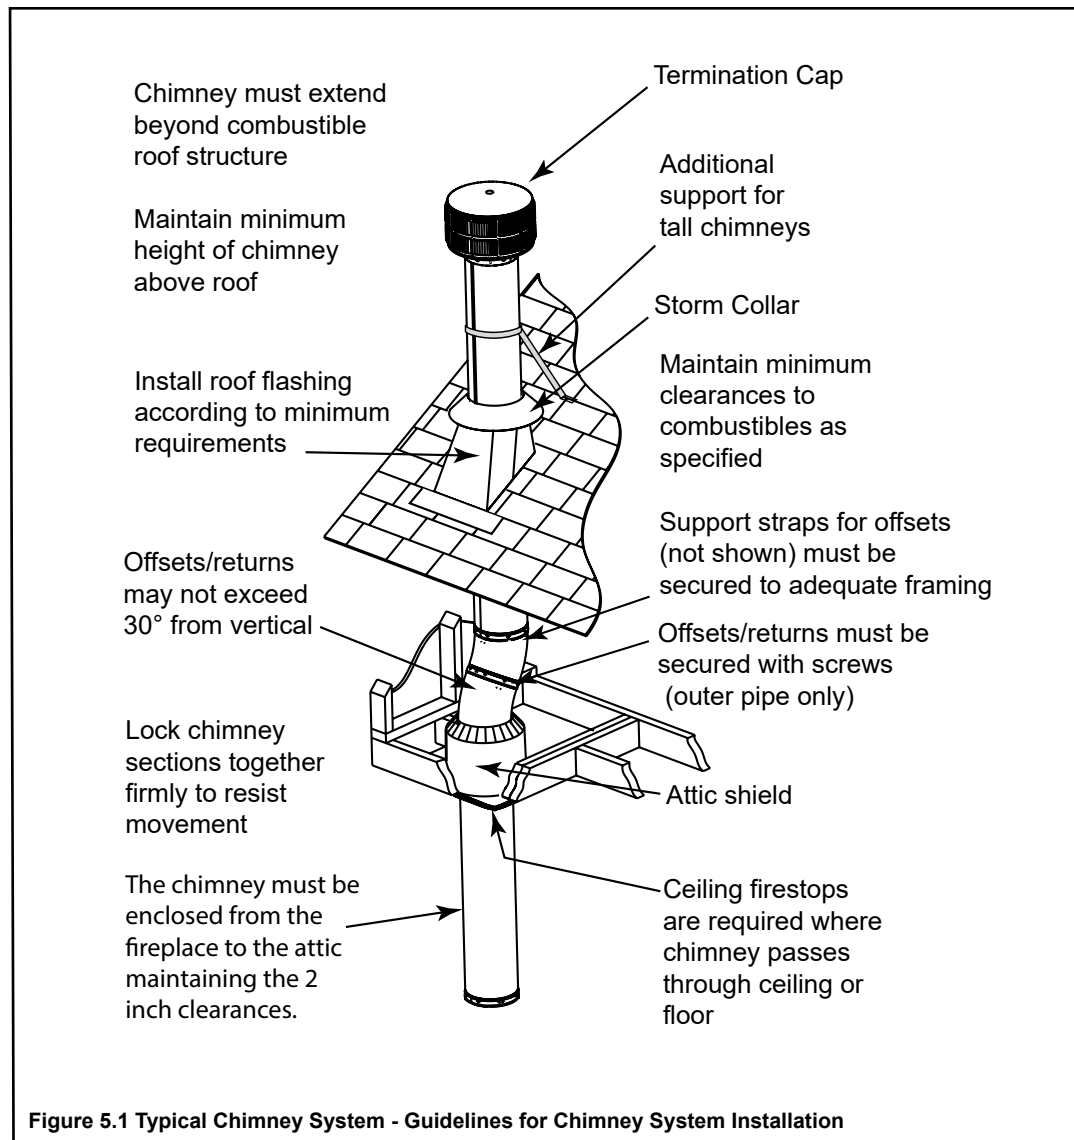 Chimney must extend
beyond combustible
roof structure
Maintain minimum
height of chimney
above roof
Install roof flashing
according to minimum
requirements
Offsets/returns
may not exceed
30° from vertical
Lock chimney
sections together
firmly to resist
movement
The chimney must be
enclosed from the
fireplace to the attic
maintaining the 2
inch clearances.
Termination Cap
Additional
support for
tall chimneys
Storm Collar
Maintain minimum
clearances to
combustibles as
specified
Support straps for offsets
(not shown) must be
secured to adequate framing
Offsets/returns must be
secured with screws
(outer pipe only)
Attic shield
Ceiling firestops
are required where
chimney passes
through ceiling or
floor
Figure 5.1 Typical Chimney System - Guidelines for Chimney System Installation